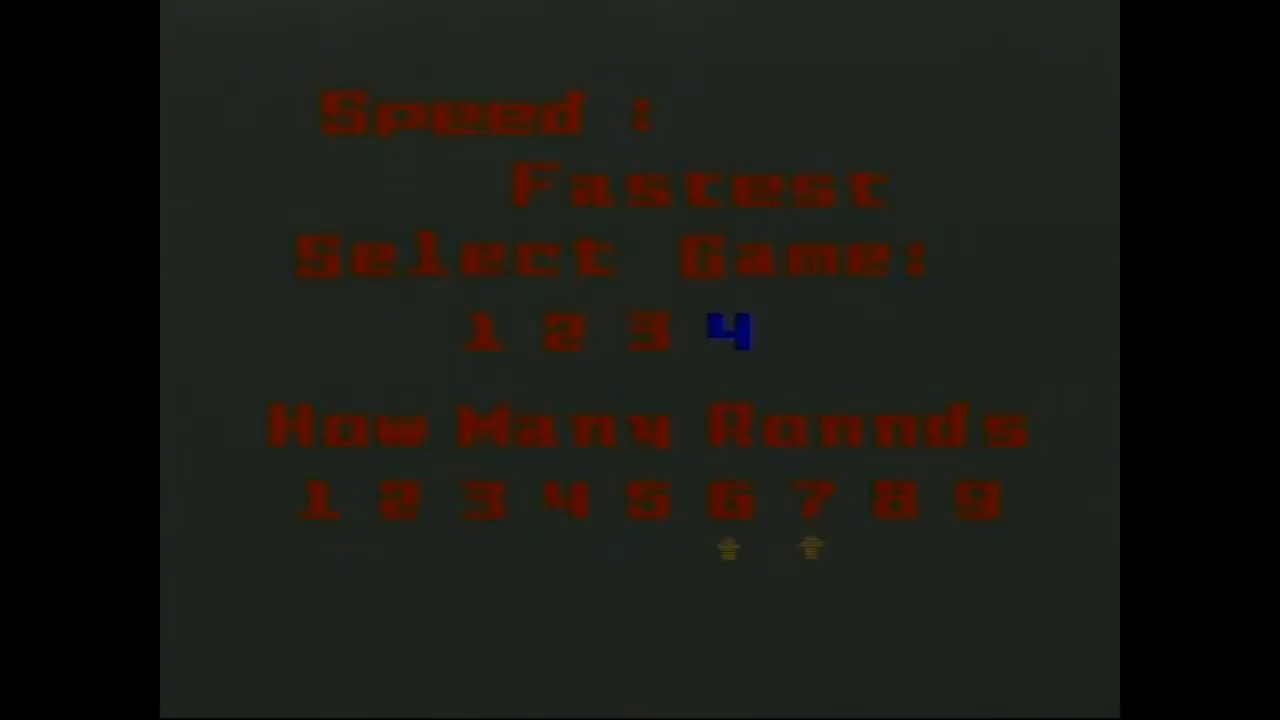 Speed :
Fastest
Select Game:
1 2 3 4
How Many Rounds
1 2 3 4 5 6 7 8 9